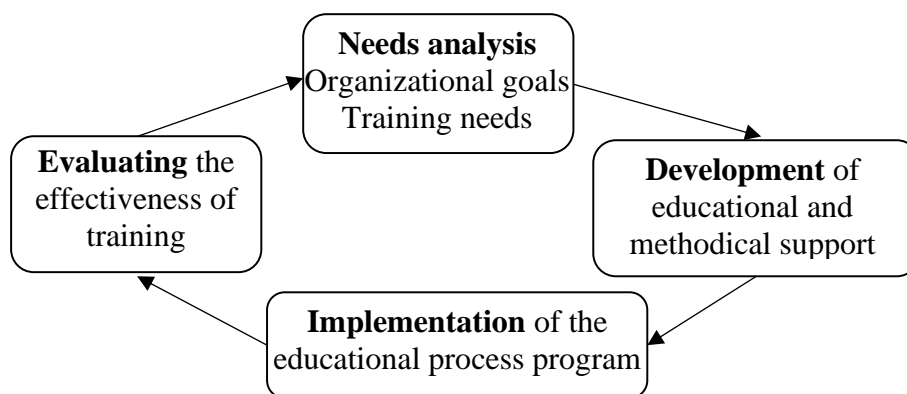 Needs analysis
Organizational goals
Training needs
Development of
educational and
methodical support
Implementation of the
educational process program
Evaluating the
effectiveness of
training